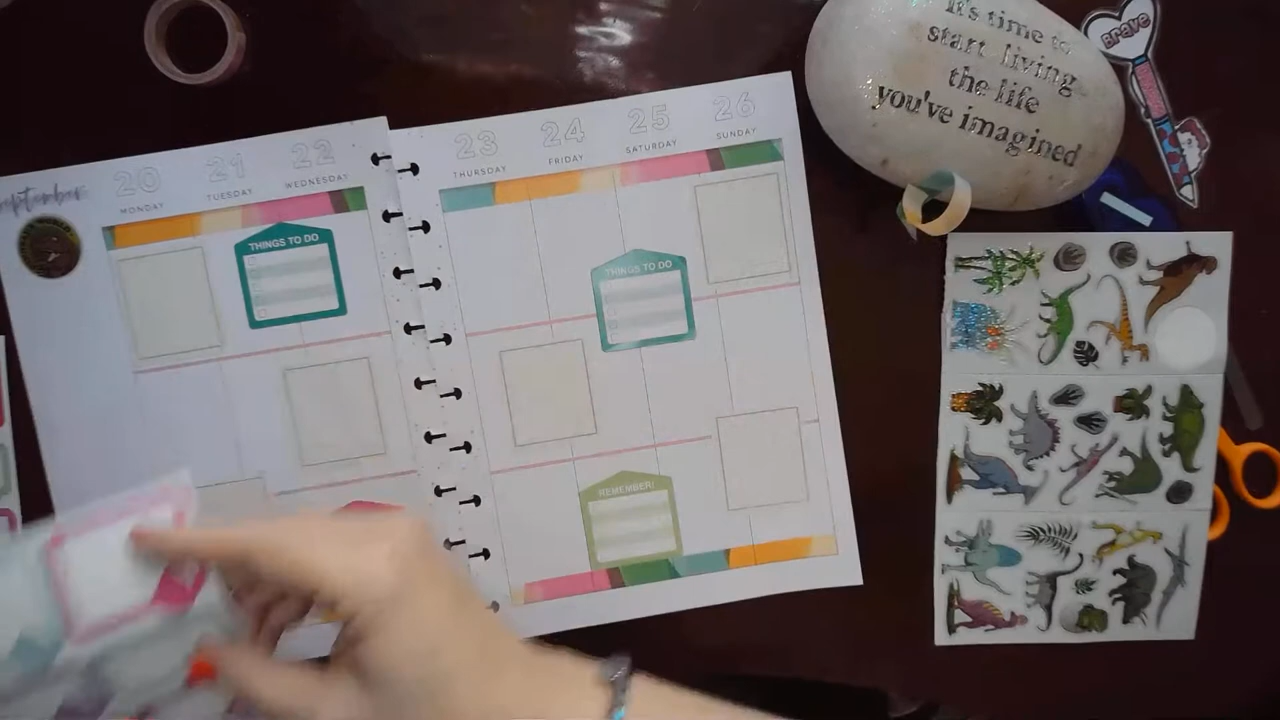 It's time to
start living
the life
you've imagined
Brave
September
20 21 22
MONDAY TUESDAY WEDNESDAY
23 24 25 26
THURSDAY FRIDAY SATURDAY SUNDAY
THINGS TO DO
THINGS TO DO
REMEMBER!